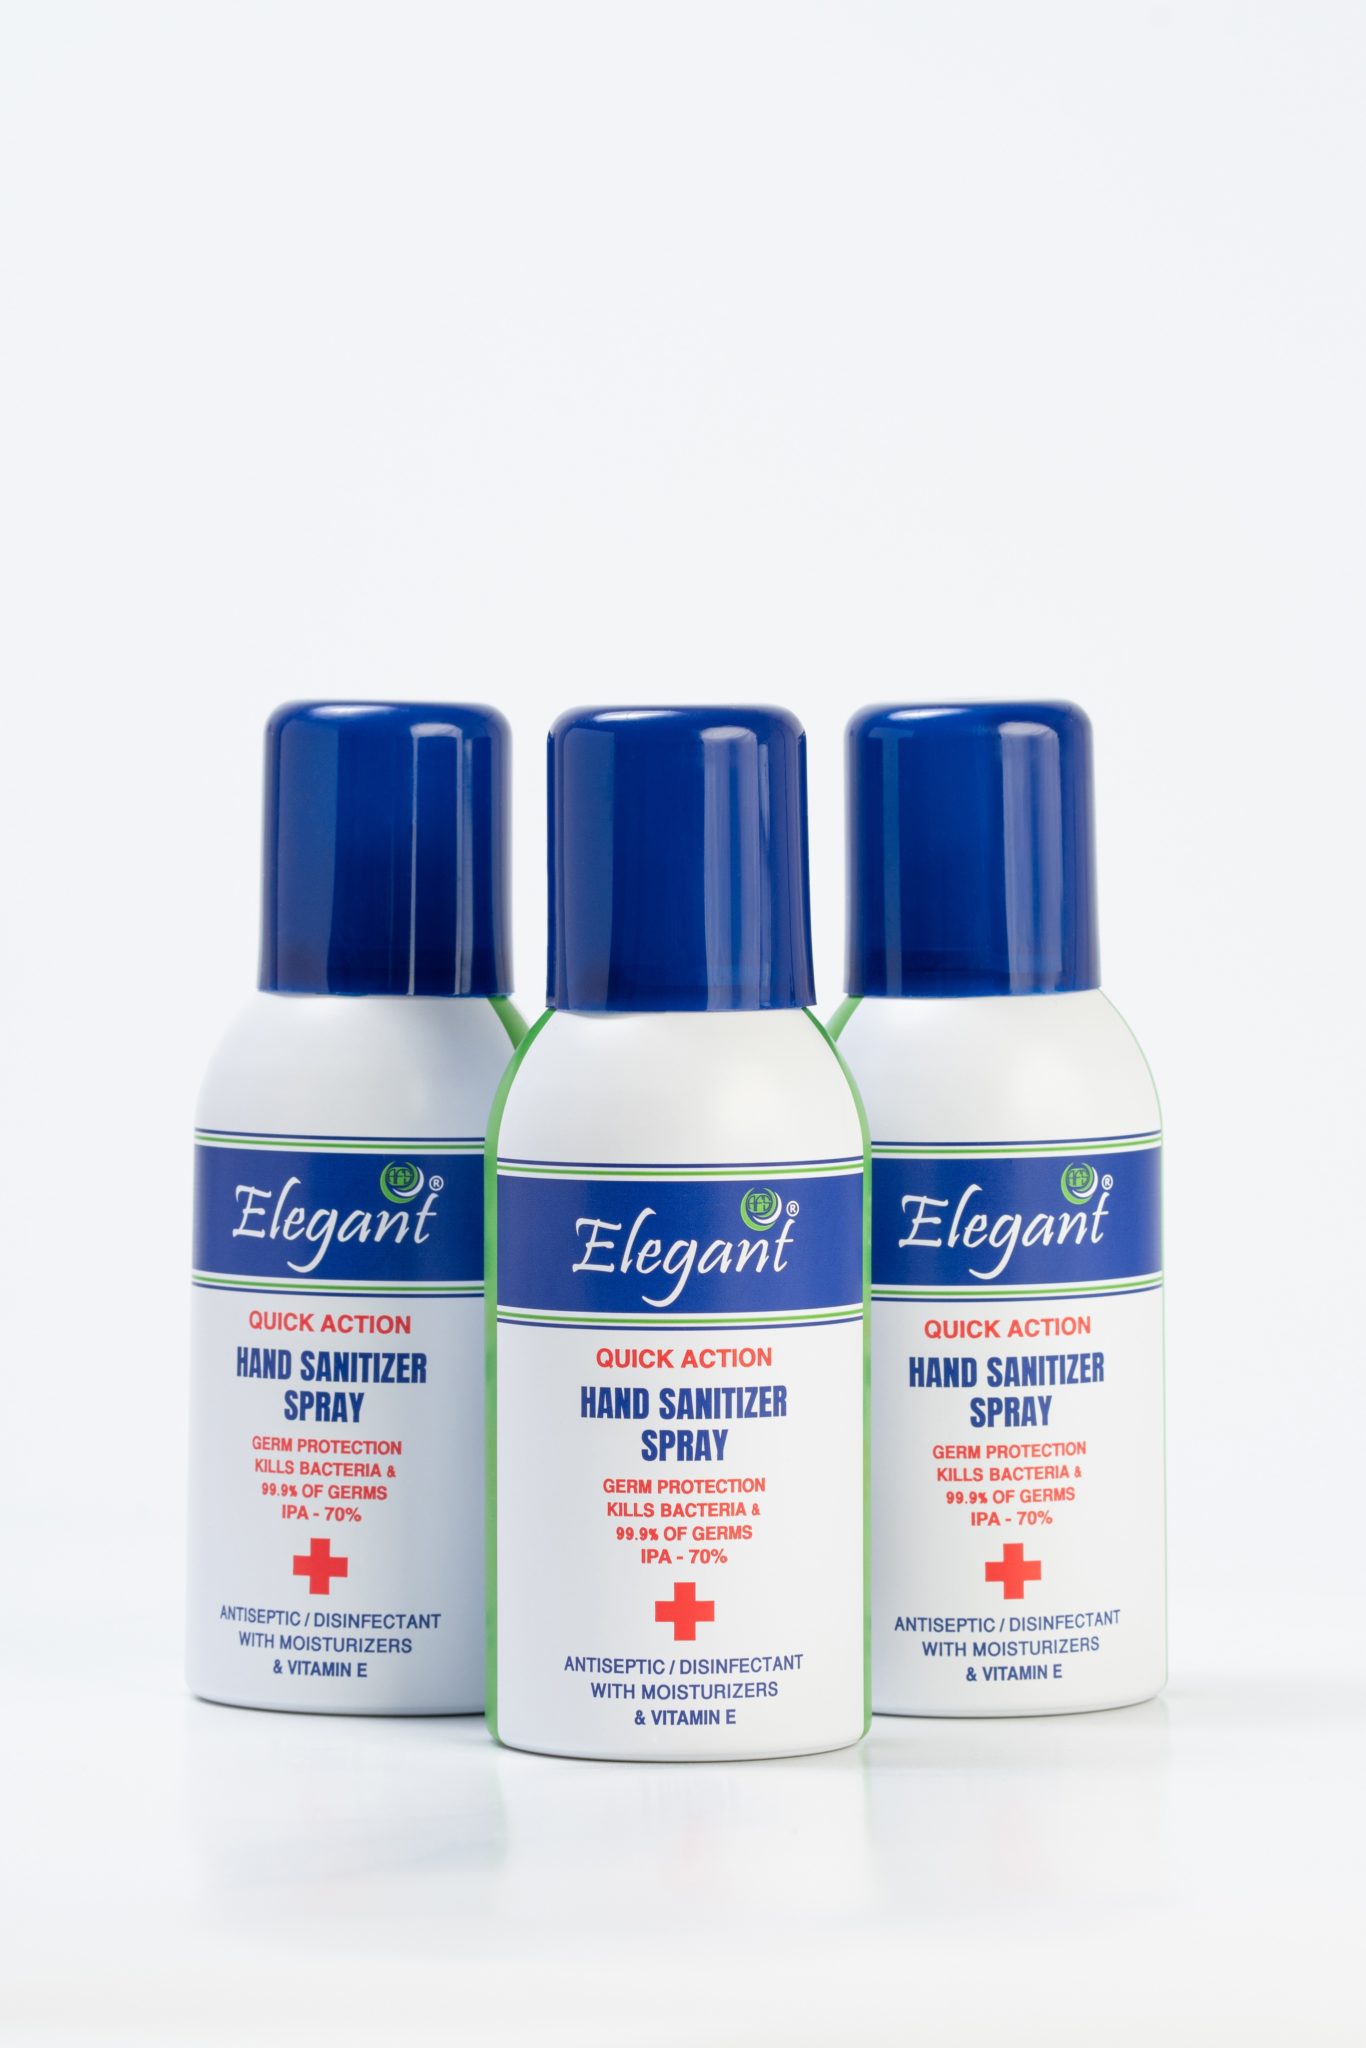 Elegant®
QUICK ACTION
HAND SANITIZER
SPRAY
GERM PROTECTION
KILLS BACTERIA &
99.9% OF GERMS
IPA - 70%
ANTISEPTIC / DISINFECTANT
WITH MOISTURIZERS
& VITAMIN E
Elegant®
QUICK ACTION
HAND SANITIZER
SPRAY
GERM PROTECTION
KILLS BACTERIA &
99.9% OF GERMS
IPA - 70%
ANTISEPTIC / DISINFECTANT
WITH MOISTURIZERS
& VITAMIN E
Elegant®
QUICK ACTION
HAND SANITIZER
SPRAY
GERM PROTECTION
KILLS BACTERIA &
99.9% OF GERMS
IPA - 70%
ANTISEPTIC / DISINFECTANT
WITH MOISTURIZERS
& VITAMIN E